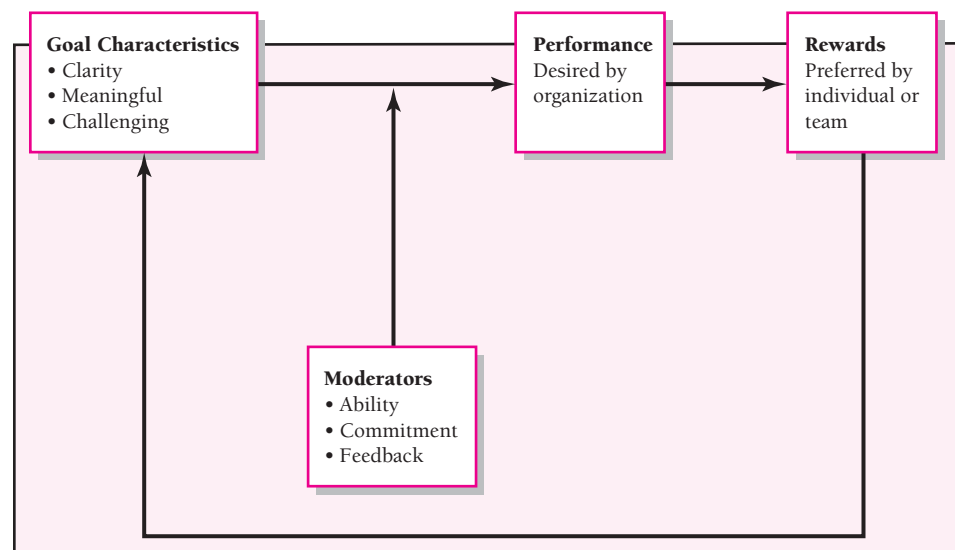 Goal Characteristics
• Clarity
• Meaningful
• Challenging
Performance
Desired by
organization
Rewards
Preferred by
individual or
team
Moderators
• Ability
• Commitment
• Feedback